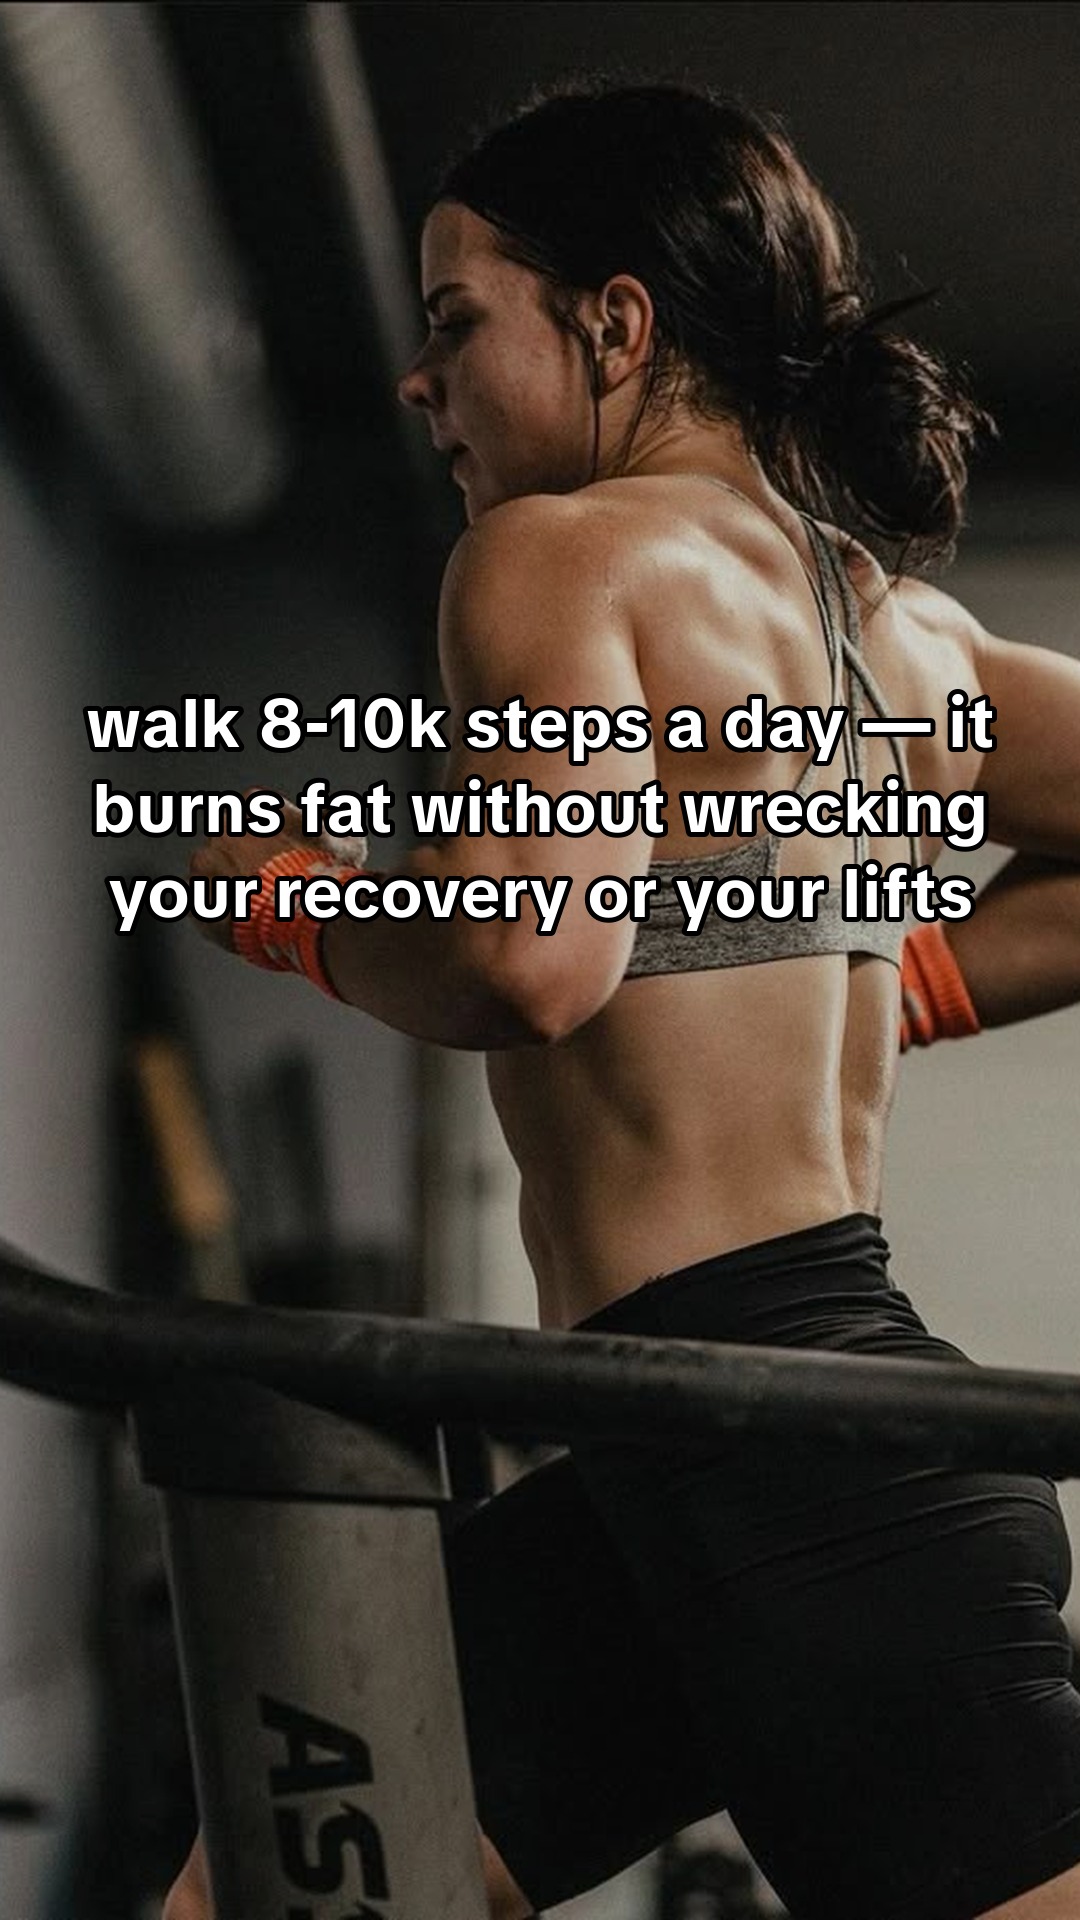 walk 8-10k steps a day — it
burns fat without wrecking
your recovery or your lifts